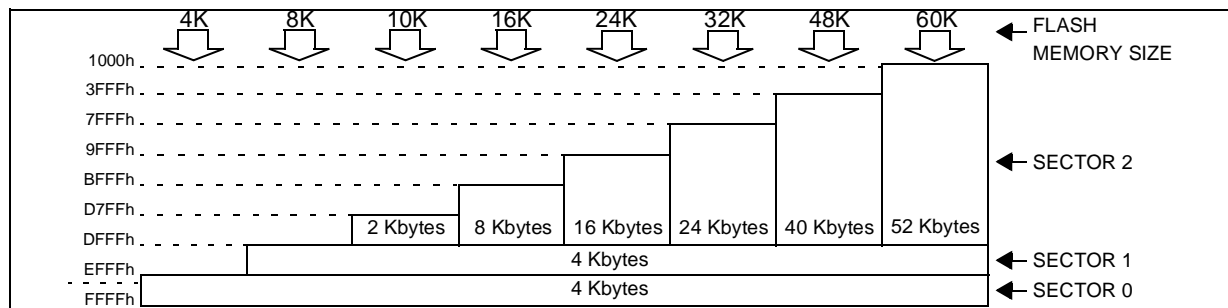 4K 8K 10K 16K 24K 32K 48K 60K
FLASH
MEMORY SIZE
1000h
3FFFh
7FFFh
9FFFh
BFFFh
D7FFh
DFFFh
EFFFh
FFFFh
2 Kbytes 8 Kbytes 16 Kbytes 24 Kbytes 40 Kbytes 52 Kbytes
4 Kbytes
4 Kbytes
SECTOR 2
SECTOR 1
SECTOR 0